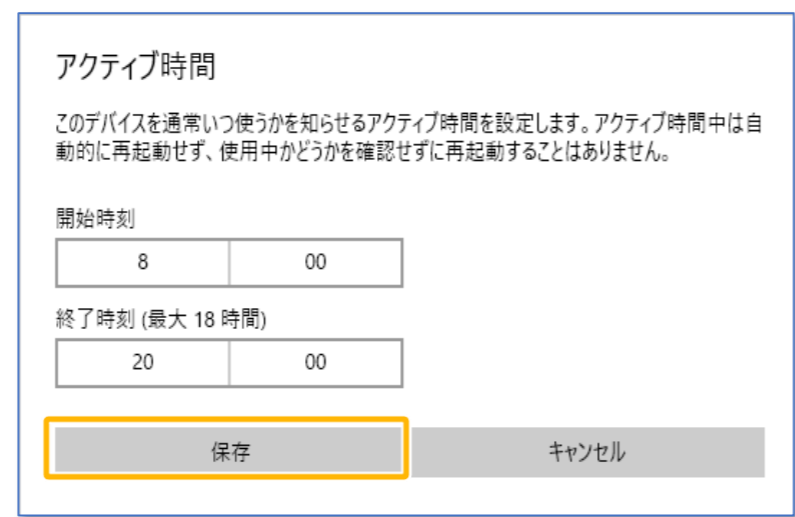 アクティブ時間
このデバイスを通常いつ使うかを知らせるアクティブ時間を設定します。アクティブ時間中は自
動的に再起動せず、使用中かどうかを確認せずに再起動することはありません。
開始時刻
8 00
終了時刻 (最大 18 時間)
20 00
保存 キャンセル